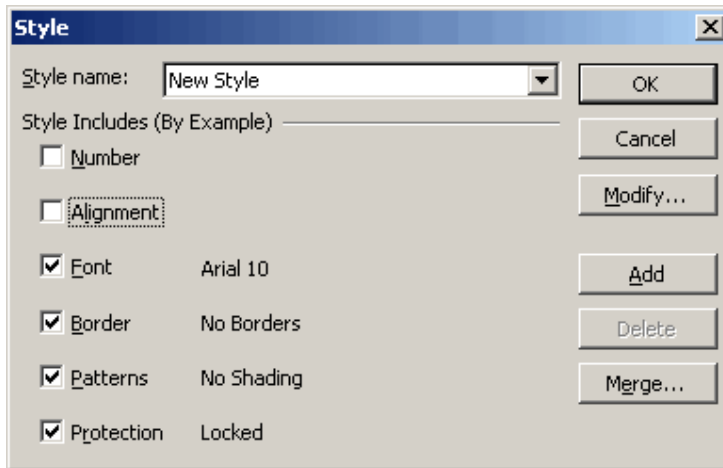 Style
Style name: New Style OK
Style Includes (By Example) Cancel
Number
Modify...
Alignment
Font Arial 10 Add
Border No Borders Delete
Patterns No Shading Merge...
Protection Locked